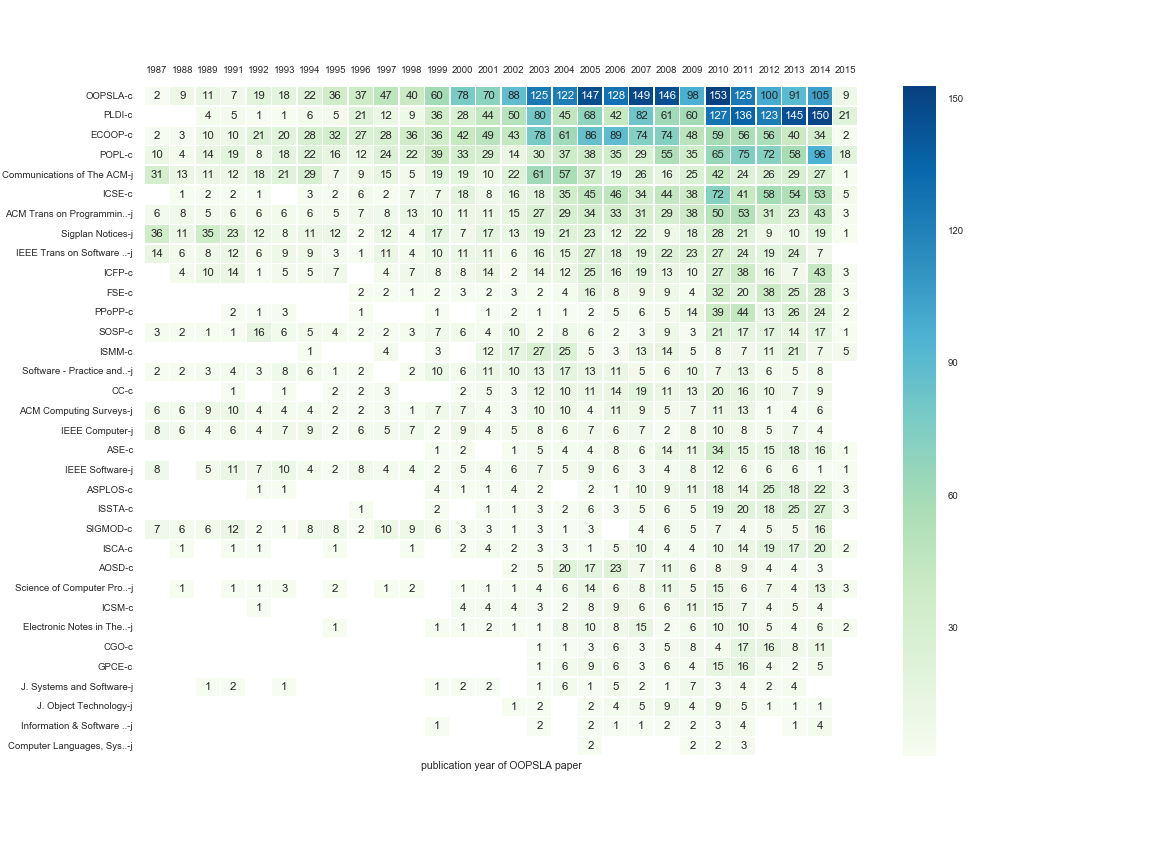 1987 1988 1989 1991 1992 1993 1994 1995 1996 1997 1998 1999 2000 2001 2002 2003 2004 2005 2006 2007 2008 2009 2010 2011 2012 2013 2014 2015
OOPSLA-c 2 9 11 7 19 18 22 36 37 47 40 60 78 70 88 125 122 147 128 149 146 98 153 125 100 91 105 9
PLDI-c 4 5 1 1 6 5 21 12 9 36 28 44 50 80 45 68 42 82 61 60 127 136 123 145 150 21
ECOOP-c 2 3 10 10 21 20 28 32 27 28 36 36 42 49 43 78 61 86 89 74 74 48 59 56 56 40 34 2
POPL-c 10 4 14 19 8 18 22 16 12 24 22 39 33 29 14 30 37 38 35 29 55 35 65 75 72 58 96 18
Communications of The ACM-j 31 13 11 12 18 21 29 7 9 15 5 19 19 10 22 61 57 37 19 26 16 25 42 24 26 29 27 1
ICSE-c 1 2 2 1 3 2 6 2 7 7 18 8 16 18 35 45 46 34 44 38 72 41 58 54 53 5
ACM Trans on Programmin..-j 6 8 5 6 6 6 6 5 7 8 13 10 11 11 15 27 29 34 33 31 29 38 50 53 31 23 43 3
Sigplan Notices-j 36 11 35 23 12 8 11 12 2 12 4 17 7 17 13 19 21 23 12 22 9 18 28 21 9 10 19 1
IEEE Trans on Software ..-j 14 6 8 12 6 9 9 3 1 11 4 10 11 11 6 16 15 27 18 19 22 23 27 24 19 24 7
ICFP-c 4 10 14 1 5 5 7 4 7 8 8 14 2 14 12 25 16 19 13 10 27 38 16 7 43 3
FSE-c 2 2 1 2 3 2 3 2 4 16 8 9 9 4 32 20 38 25 28 3
PPoPP-c 2 1 3 1 1 1 2 1 1 2 5 6 5 14 39 44 13 26 24 2
SOSP-c 3 2 1 1 16 6 5 4 2 2 3 7 6 4 10 2 8 6 2 3 9 3 21 17 17 14 17 1
ISMM-c 1 4 3 12 17 27 25 5 3 13 14 5 8 7 11 21 7 5
Software - Practice and..-j 2 2 3 4 3 8 6 1 2 2 10 6 11 10 13 17 13 11 5 6 10 7 13 6 5 8
CC-c 1 1 2 2 3 2 5 3 12 10 11 14 19 11 13 20 16 10 7 9
ACM Computing Surveys-j 6 6 9 10 4 4 4 2 2 3 1 7 7 4 3 10 10 4 11 9 5 7 11 13 1 4 6
IEEE Computer-j 8 6 4 6 4 7 9 2 6 5 7 2 9 4 5 8 6 7 6 7 2 8 10 8 5 7 4
ASE-c 1 2 1 5 4 4 8 6 14 11 34 15 15 18 16 1
IEEE Software-j 8 5 11 7 10 4 2 8 4 4 2 5 4 6 7 5 9 6 3 4 8 12 6 6 6 1 1
ASPLOS-c 1 1 4 1 1 4 2 2 1 10 9 11 18 14 25 18 22 3
ISSTA-c 1 2 1 1 3 2 6 3 5 6 5 19 20 18 25 27 3
SIGMOD-c 7 6 6 12 2 1 8 8 2 10 9 6 3 3 1 3 1 3 4 6 5 7 4 5 5 16
ISCA-c 1 1 1 1 1 2 4 2 3 3 1 5 10 4 4 10 14 19 17 20 2
AOSD-c 2 5 20 17 23 7 11 6 8 9 4 4 3
Science of Computer Pro..-j 1 1 1 3 2 1 2 1 1 1 4 6 14 6 8 11 5 15 6 7 4 13 3
ICSM-c 1 4 4 4 3 2 8 9 6 6 11 15 7 4 5 4
Electronic Notes in The..-j 1 1 1 2 1 1 8 10 8 15 2 6 10 10 5 4 6 2
CGO-c 1 1 3 6 3 5 8 4 17 16 8 11
GPCE-c 1 6 9 6 3 6 4 15 16 4 2 5
J. Systems and Software-j 1 2 1 1 2 2 1 6 1 5 2 1 7 3 4 2 4
J. Object Technology-j 1 2 2 4 5 9 4 9 5 1 1 1
Information & Software ..-j 1 2 2 1 1 2 2 3 4 1 4
Computer Languages, Sys..-j 2 2 2 3
publication year of OOPSLA paper
150
120
90
60
30